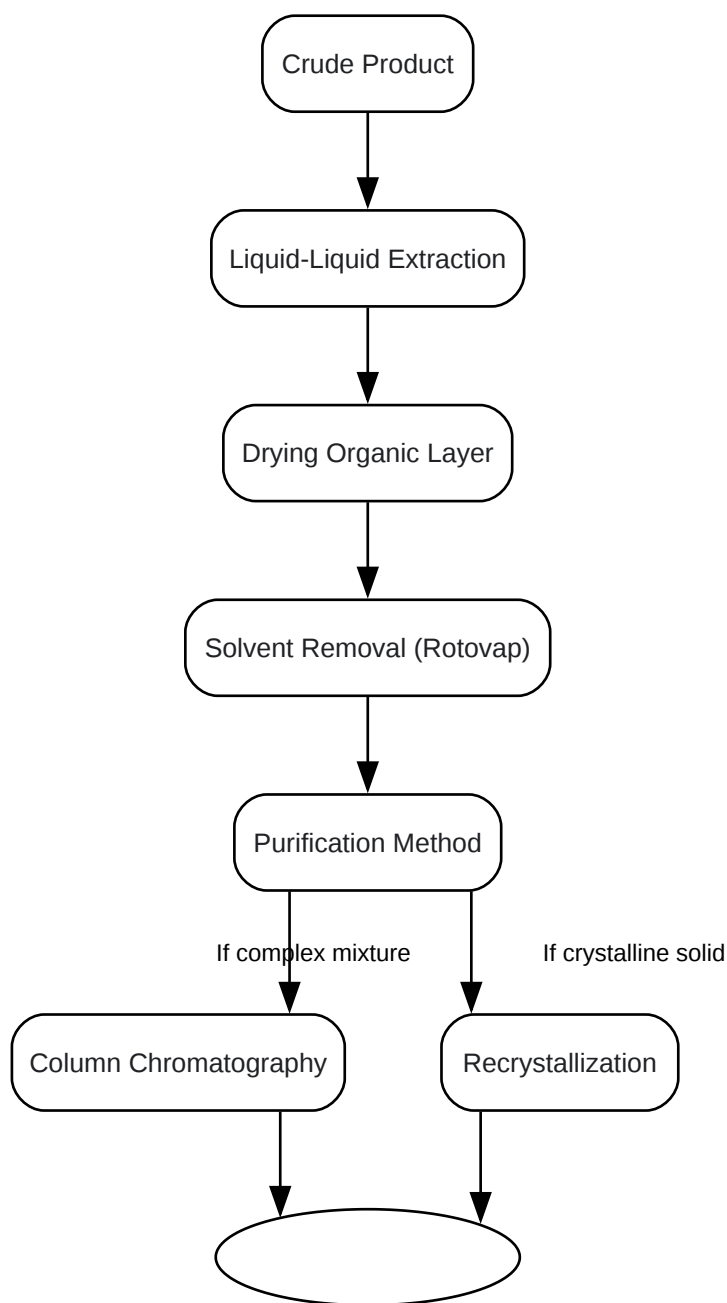 Crude Product
Liquid-Liquid Extraction
Drying Organic Layer
Solvent Removal (Rotovap)
Purification Method
If complex mixture
If crystalline solid
Column Chromatography
Recrystallization